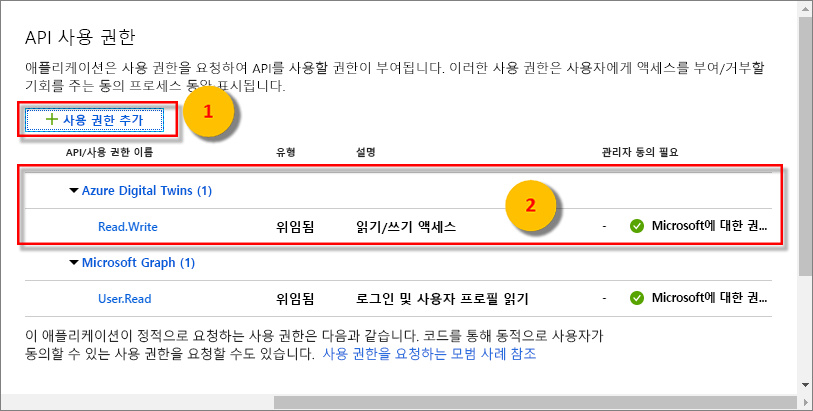 API 사용 권한
애플리케이션은 사용 권한을 요청하여 API를 사용할 권한이 부여됩니다. 이러한 사용 권한은 사용자에게 액세스를 부여/거부할
기회를 주는 동의 프로세스 동안 표시됩니다.
+ 사용 권한 추가
1
API/사용 권한 이름 유형 설명 관리자 동의 필요
Azure Digital Twins (1)
2
Read.Write 위임됨 읽기/쓰기 액세스 - Microsoft에 대한 권...
Microsoft Graph (1)
User.Read 위임됨 로그인 및 사용자 프로필 읽기 - Microsoft에 대한 권...
이 애플리케이션이 정적으로 요청하는 사용 권한은 다음과 같습니다. 코드를 통해 동적으로 사용자가
동의할 수 있는 사용 권한을 요청할 수도 있습니다. 사용 권한을 요청하는 모범 사례 참조